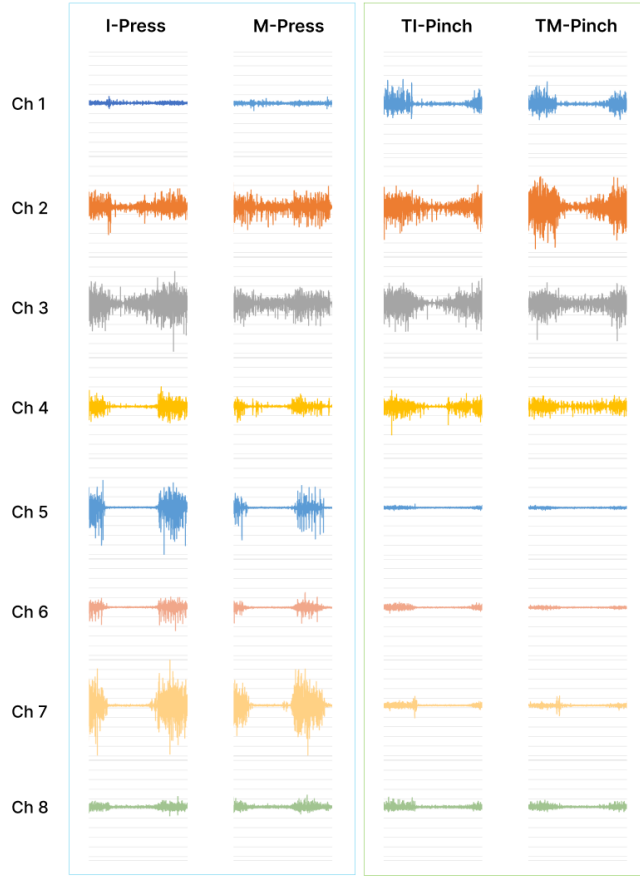 I-Press M-Press TI-Pinch TM-Pinch
Ch 1
Ch 2
Ch 3
Ch 4
Ch 5
Ch 6
Ch 7
Ch 8